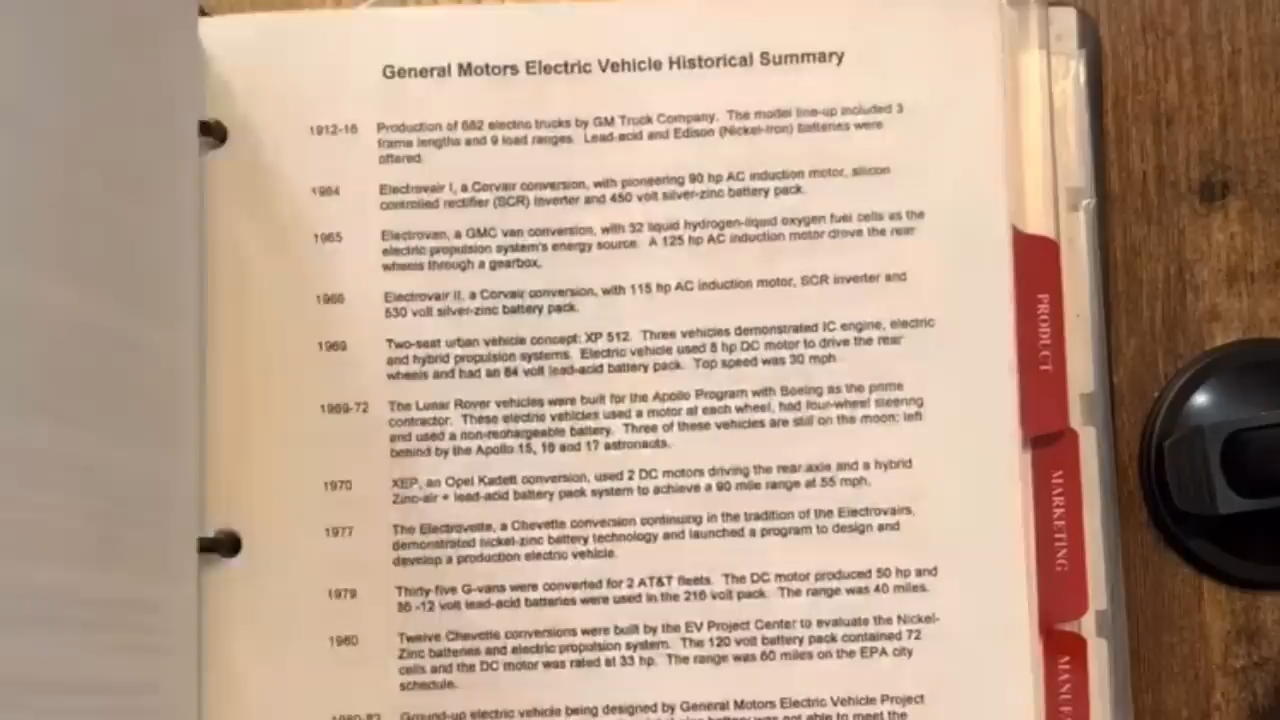 General Motors Electric Vehicle Historical Summary
1912-16 Production of 682 electric trucks by GM Truck Company. The model line-up included 3
frame lengths and 9 load ranges. Lead-acid and Edison (Nickel-Iron) batteries were
offered.
1964 Electrovair I, a Corvair conversion, with pioneering 90 hp AC induction motor, silicon
controlled rectifier (SCR) inverter and 450 volt silver-zinc battery pack.
1965 Electrovan, a GMC van conversion, with 32 liquid hydrogen-liquid oxygen fuel cells as the
electric propulsion system's energy source. A 125 hp AC induction motor drove the rear
wheels through a gearbox.
1966 Electrovair II, a Corvair conversion, with 115 hp AC induction motor, SCR inverter and
530 volt silver-zinc battery pack.
1969 Two-seat urban vehicle concept: XP 512. Three vehicles demonstrated IC engine, electric
and hybrid propulsion systems. Electric vehicle used 8 hp DC motor to drive the rear
wheels and had an 84 volt lead-acid battery pack. Top speed was 30 mph.
1969-72 The Lunar Rover vehicles were built for the Apollo Program with Boeing as the prime
contractor. These electric vehicles used a motor at each wheel, had four-wheel steering
and used a non-rechargeable battery. Three of these vehicles are still on the moon; left
behind by the Apollo 15, 16 and 17 astronauts.
1970 XEP, an Opel Kadett conversion, used 2 DC motors driving the rear axle and a hybrid
Zinc-air + lead-acid battery pack system to achieve a 90 mile range at 55 mph.
1977 The Electrovette, a Chevette conversion continuing in the tradition of the Electrovairs,
demonstrated nickel-zinc battery technology and launched a program to design and
develop a production electric vehicle.
1979 Thirty-five G-vans were converted for 2 AT&T fleets. The DC motor produced 50 hp and
36 -12 volt lead-acid batteries were used in the 216 volt pack. The range was 40 miles.
1980 Twelve Chevette conversions were built by the EV Project Center to evaluate the Nickel-
Zinc batteries and electric propulsion system. The 120 volt battery pack contained 72
cells and the DC motor was rated at 33 hp. The range was 60 miles on the EPA city
schedule.
Ground-up electric vehicle being designed by General Motors Electric Vehicle Project
battery was not able to meet the
PRODUCT
MARKETING